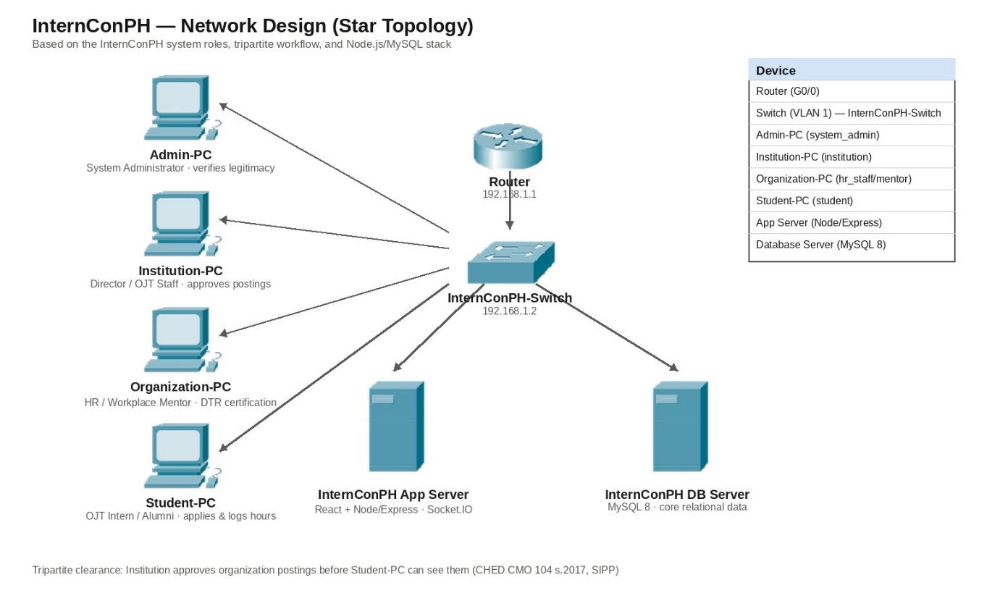 InternConPH — Network Design (Star Topology)
Based on the InternConPH system roles, tripartite workflow, and Node.js/MySQL stack
Device
Router (G0/0)
Switch (VLAN 1) — InternConPH-Switch
Admin-PC (system_admin)
Institution-PC (institution)
Organization-PC (hr_staff/mentor)
Student-PC (student)
App Server (Node/Express)
Database Server (MySQL 8)
Admin-PC
System Administrator · verifies legitimacy
Router
192.168.1.1
Institution-PC
Director / OJT Staff · approves postings
InternConPH-Switch
192.168.1.2
Organization-PC
HR / Workplace Mentor · DTR certification
Student-PC
OJT Intern / Alumni · applies & logs hours
InternConPH App Server
React + Node/Express · Socket.IO
InternConPH DB Server
MySQL 8 · core relational data
Tripartite clearance: Institution approves organization postings before Student-PC can see them (CHED CMO 104 s.2017, SIPP)